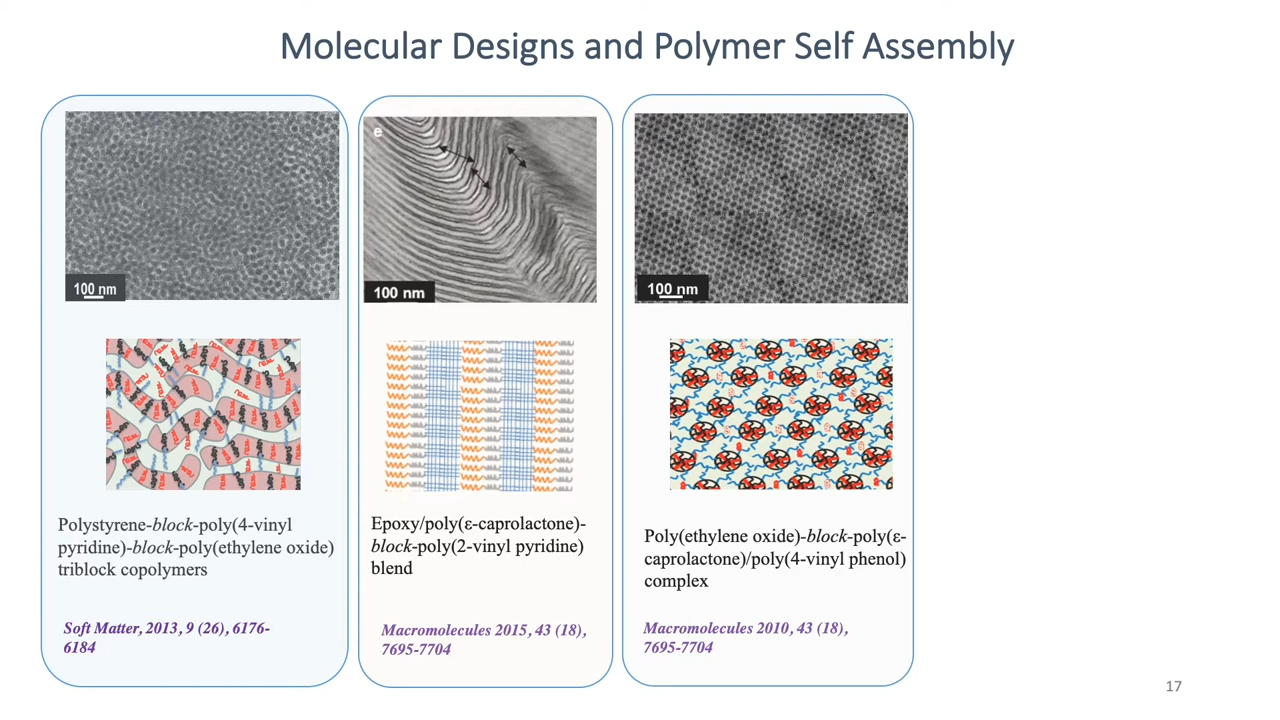 Molecular Designs and Polymer Self Assembly
100 nm
e
100 nm
100 nm
Polystyrene-block-poly(4-vinyl
pyridine)-block-poly(ethylene oxide)
triblock copolymers
Soft Matter, 2013, 9 (26), 6176-
6184
Epoxy/poly(ε-caprolactone)-
block-poly(2-vinyl pyridine)
blend
Macromolecules 2015, 43 (18),
7695-7704
Poly(ethylene oxide)-block-poly(ε-
caprolactone)/poly(4-vinyl phenol)
complex
Macromolecules 2010, 43 (18),
7695-7704
17